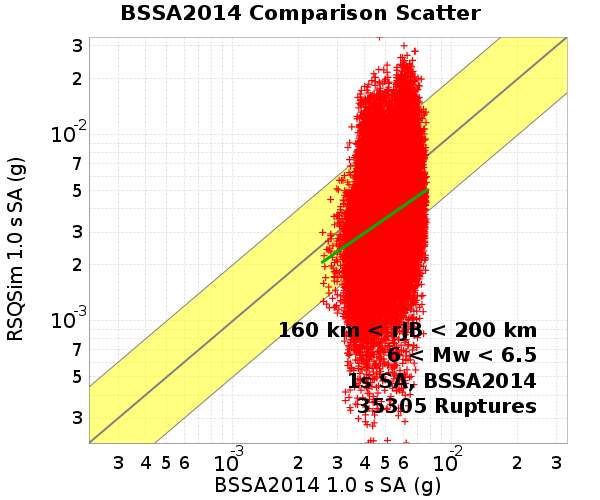 BSSA2014 Comparison Scatter
RSQSim 1.0 s SA (g)
3
2
10-2
7
5
3
2
10-3
7
5
3
160 km < rJB < 200 km
6 < Mw < 6.5
1s SA, BSSA2014
35305 Ruptures
3 4 5 6 10-3 2 3 4 5 6 10-2 2 3
BSSA2014 1.0 s SA (g)